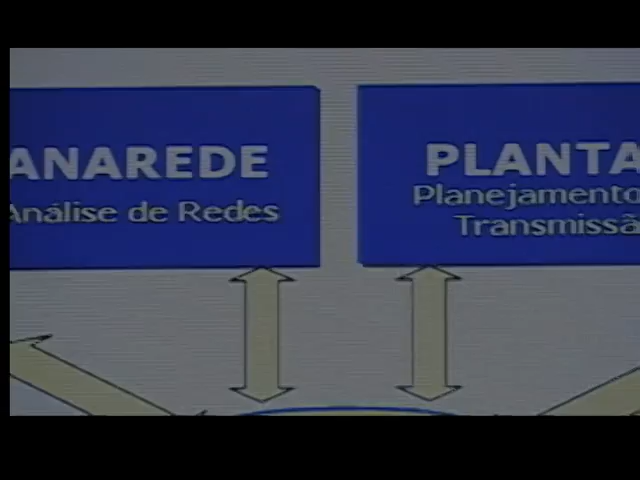 ANAREDE
Análise de Redes
PLANTA
Planejamento
Transmissã